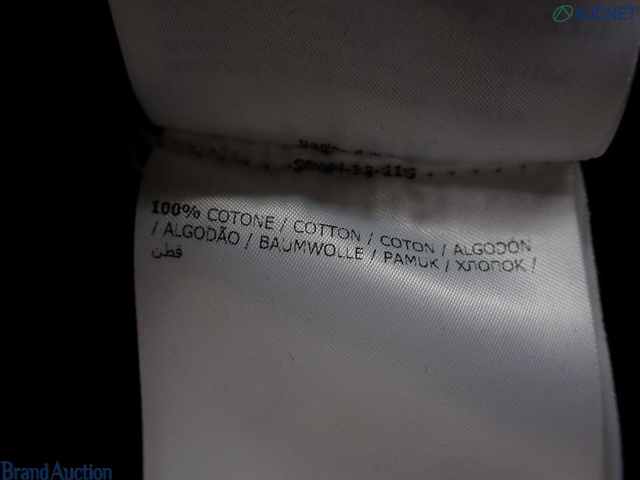 AUCNET
100% COTONE / COTTON / COTON / ALGODÓN
/ ALGODÃO / BAUMWOLLE / PAMUK / ХЛОПОК /
قطن
Brand Auction